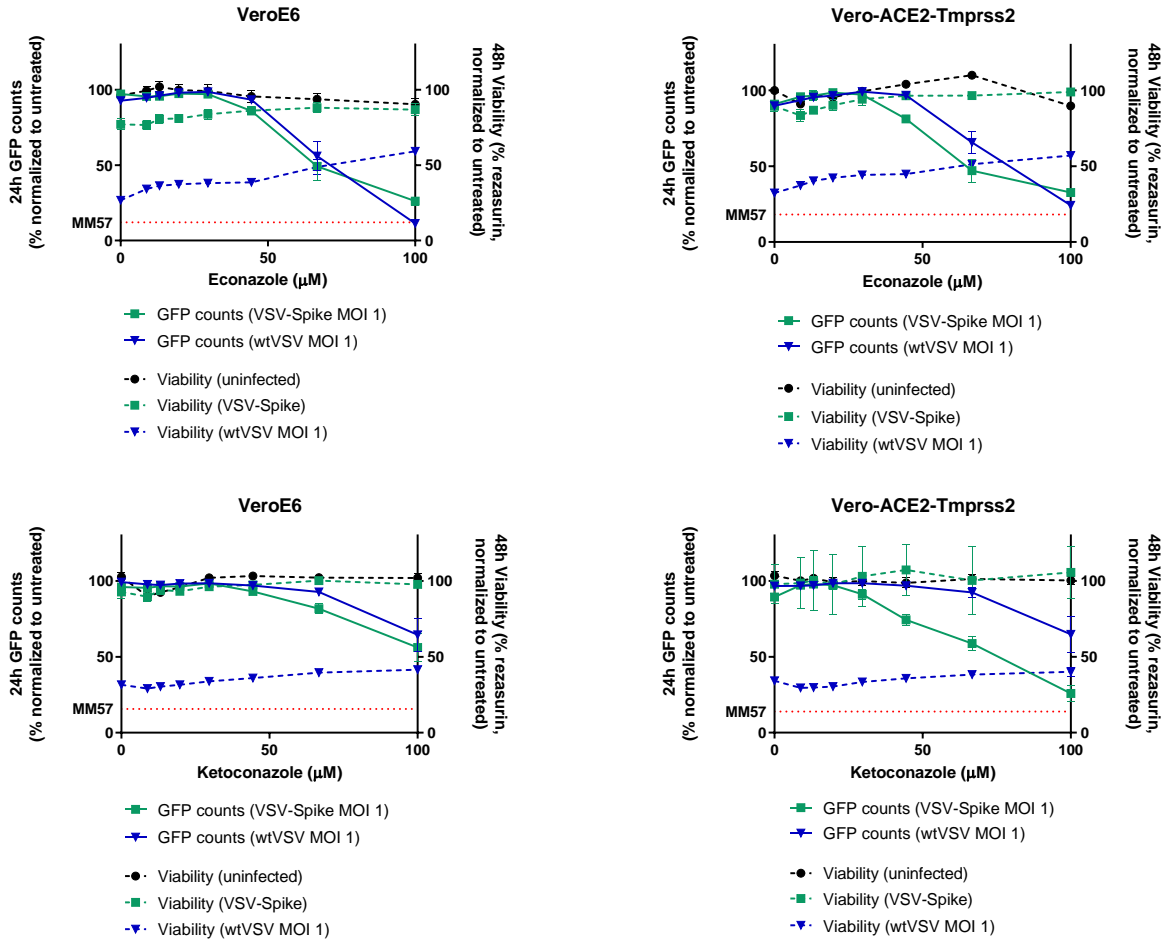 VeroE6
24h GFP counts
(% normalized to untreated)
100
50
MM57
0
100
50
0
48h Viability (% rezasurin,
normalized to untreated)
0
50
100
Econazole (μM)
GFP counts (VSV-Spike MOI 1)
GFP counts (wtVSV MOI 1)
Viability (uninfected)
Viability (VSV-Spike)
Viability (wtVSV MOI 1)
Vero-ACE2-Tmprss2
24h GFP counts
(% normalized to untreated)
100
50
MM57
0
100
50
0
48h Viability (% rezasurin,
normalized to untreated)
0
50
100
Econazole (μM)
GFP counts (VSV-Spike MOI 1)
GFP counts (wtVSV MOI 1)
Viability (uninfected)
Viability (VSV-Spike)
Viability (wtVSV MOI 1)
VeroE6
24h GFP counts
(% normalized to untreated)
100
50
MM57
0
100
50
0
48h Viability (% rezasurin,
normalized to untreated)
0
50
100
Ketoconazole (μM)
GFP counts (VSV-Spike MOI 1)
GFP counts (wtVSV MOI 1)
Viability (uninfected)
Viability (VSV-Spike)
Viability (wtVSV MOI 1)
Vero-ACE2-Tmprss2
24h GFP counts
(% normalized to untreated)
100
50
MM57
0
100
50
0
48h Viability (% rezasurin,
normalized to untreated)
0
50
100
Ketoconazole (μM)
GFP counts (VSV-Spike MOI 1)
GFP counts (wtVSV MOI 1)
Viability (uninfected)
Viability (VSV-Spike)
Viability (wtVSV MOI 1)